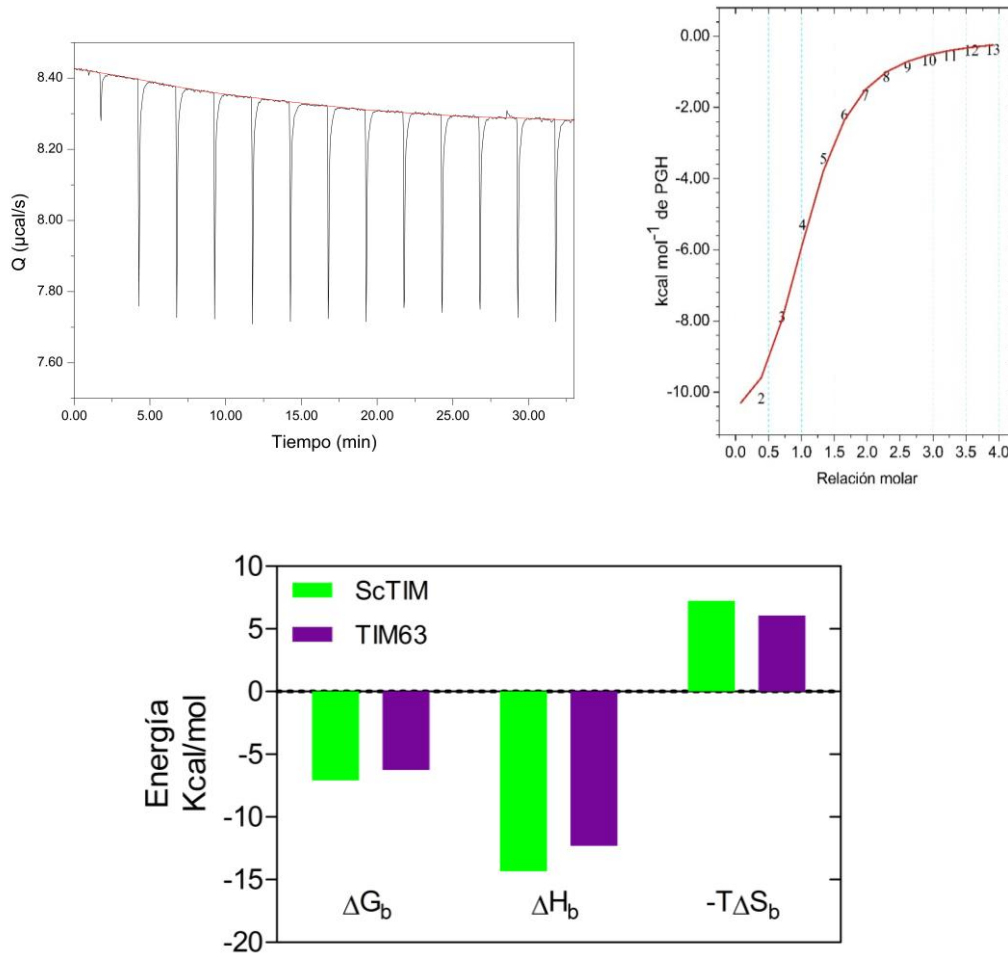 8.40
8.20
8.00
7.80
7.60
Q (µcal/s)
0.00 5.00 10.00 15.00 20.00 25.00 30.00
Tiempo (min)
0.00
-2.00
-4.00
-6.00
-8.00
-10.00
kcal mol⁻¹ de PGH
2 3 4 5 6 7 8 9 10 11 12 13
0.0 0.5 1.0 1.5 2.0 2.5 3.0 3.5 4.0
Relación molar
10
5
0
-5
-10
-15
-20
Energía
Kcal/mol
ScTIM
TIM63
ΔGb ΔHb -TΔSb